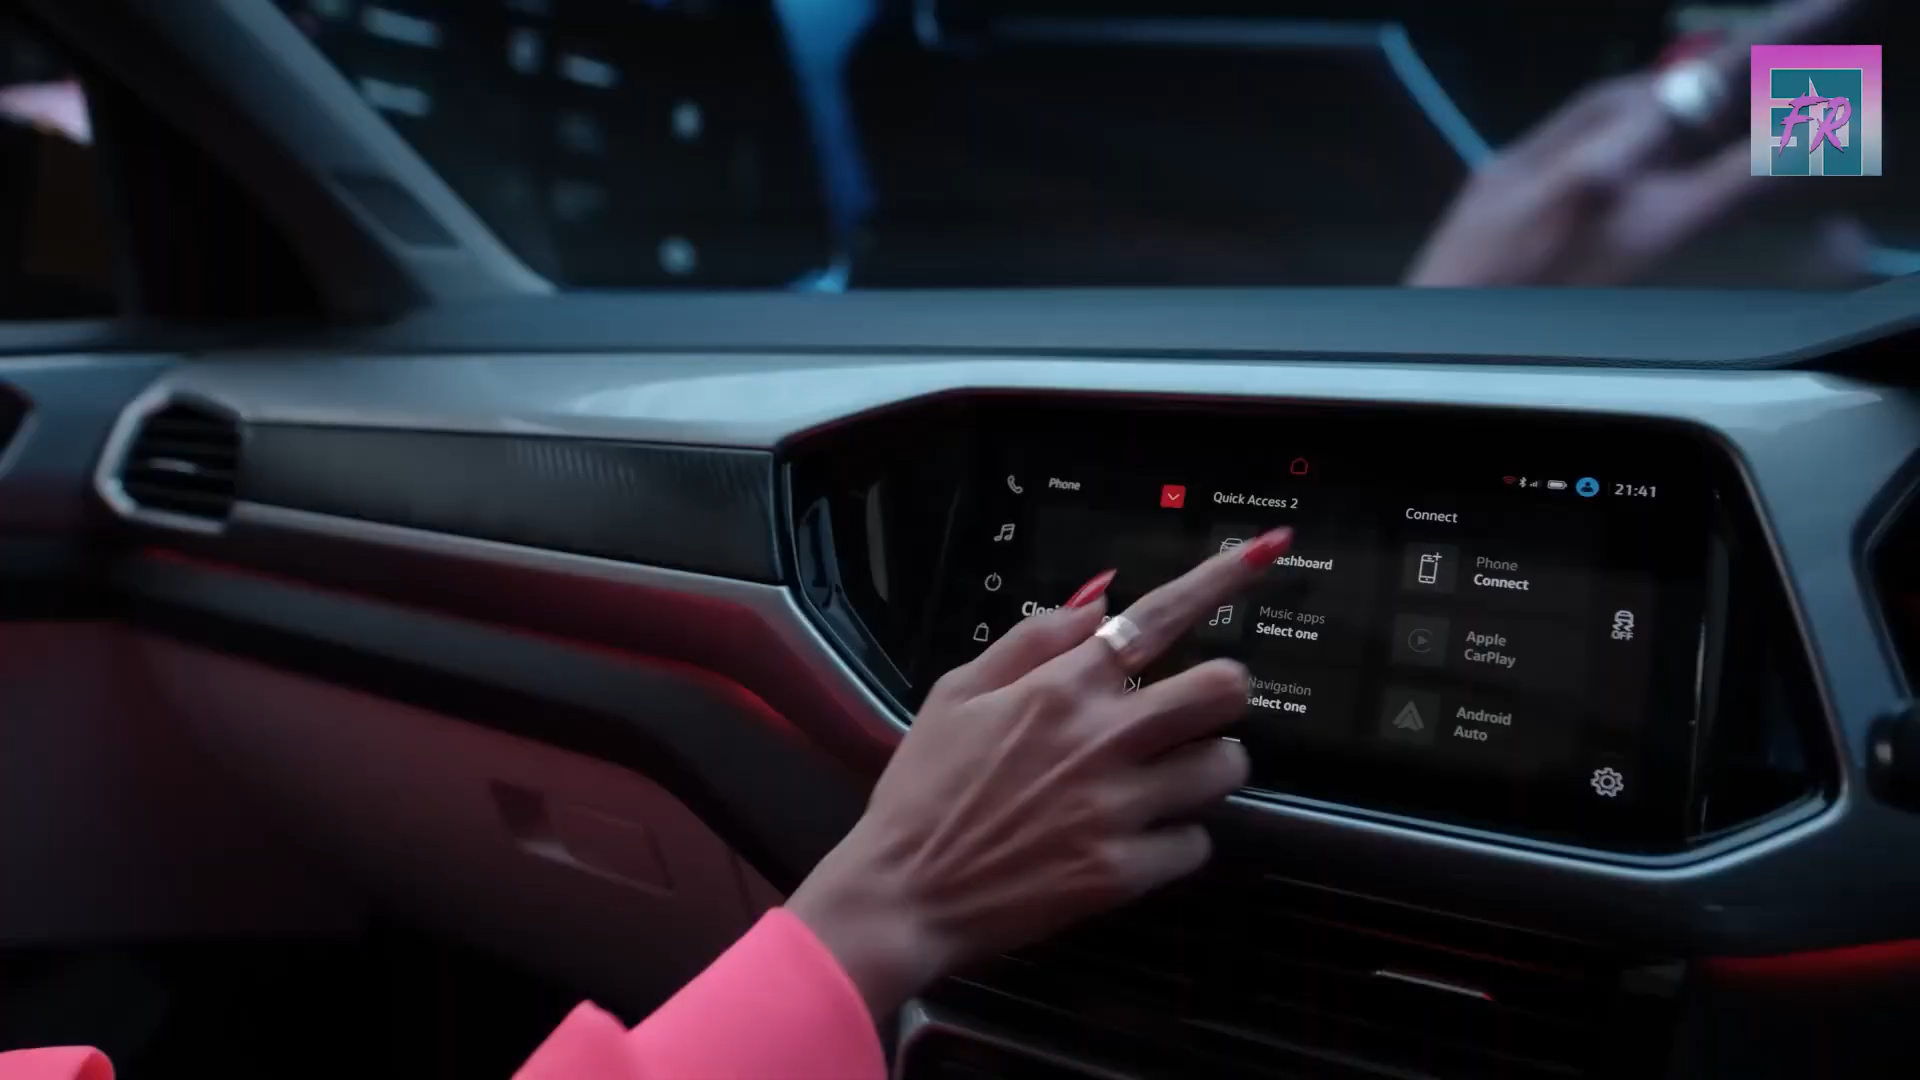 FR
Phone
Quick Access 2
Connect
21:41
ashboard
Phone
Connect
Closi
Music apps
Select one
OFF
Apple
CarPlay
Navigation
elect one
Android
Auto